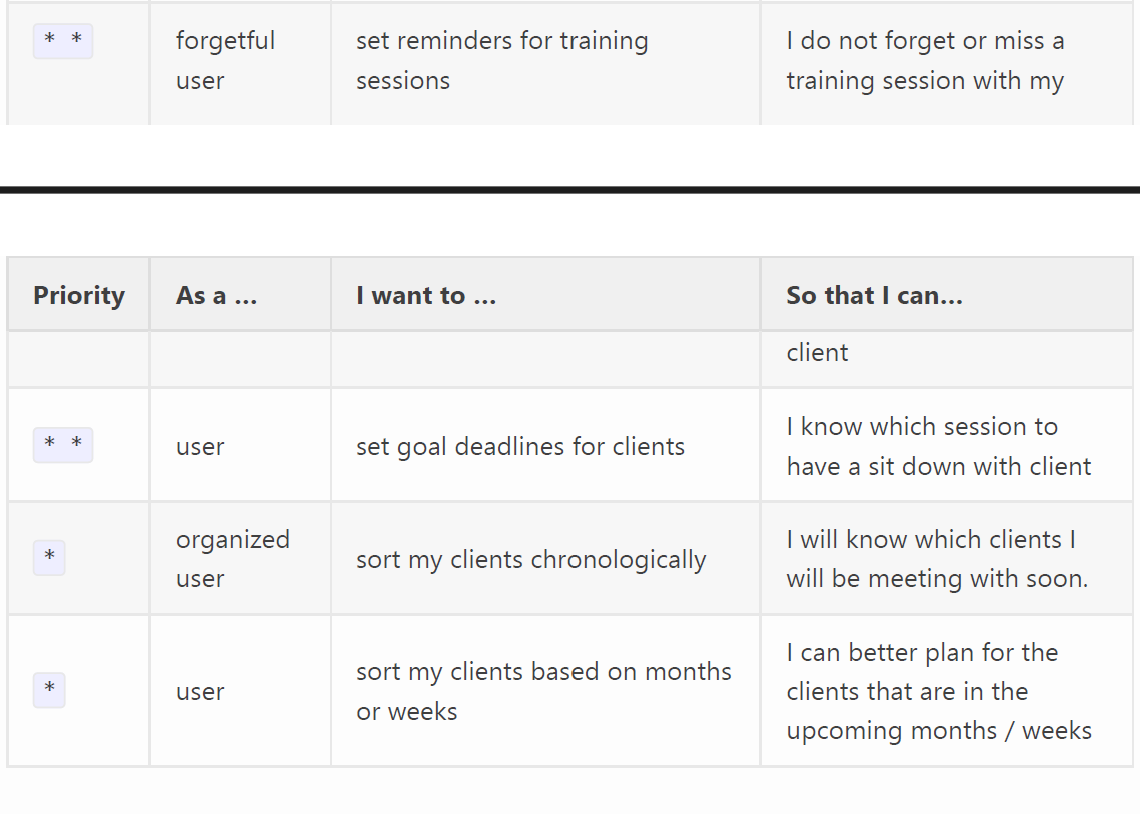 * * forgetful set reminders for training I do not forget or miss a
user sessions training session with my
Priority As a … I want to … So that I can…
client
* * user set goal deadlines for clients I know which session to
have a sit down with client
* organized sort my clients chronologically I will know which clients I
user will be meeting with soon.
* user sort my clients based on months I can better plan for the
or weeks clients that are in the
upcoming months / weeks